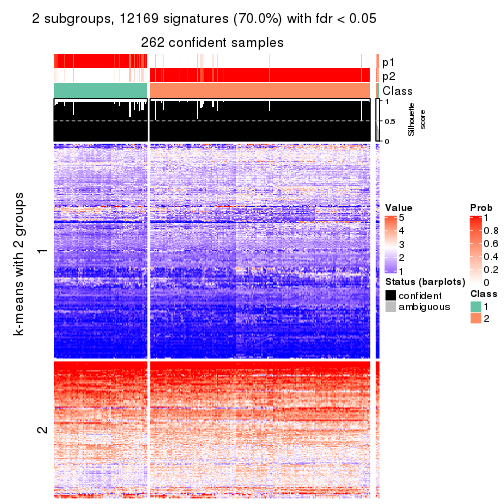 2 subgroups, 12169 signatures (70.0%) with fdr < 0.05
262 confident samples
p1
p2
Class
1
0.5
0
Silhouette
score
k-means with 2 groups
1
2
Value
5
4
3
2
1
Status (barplots)
confident
ambiguous
Prob
1
0.8
0.6
0.4
0.2
0
Class
1
2